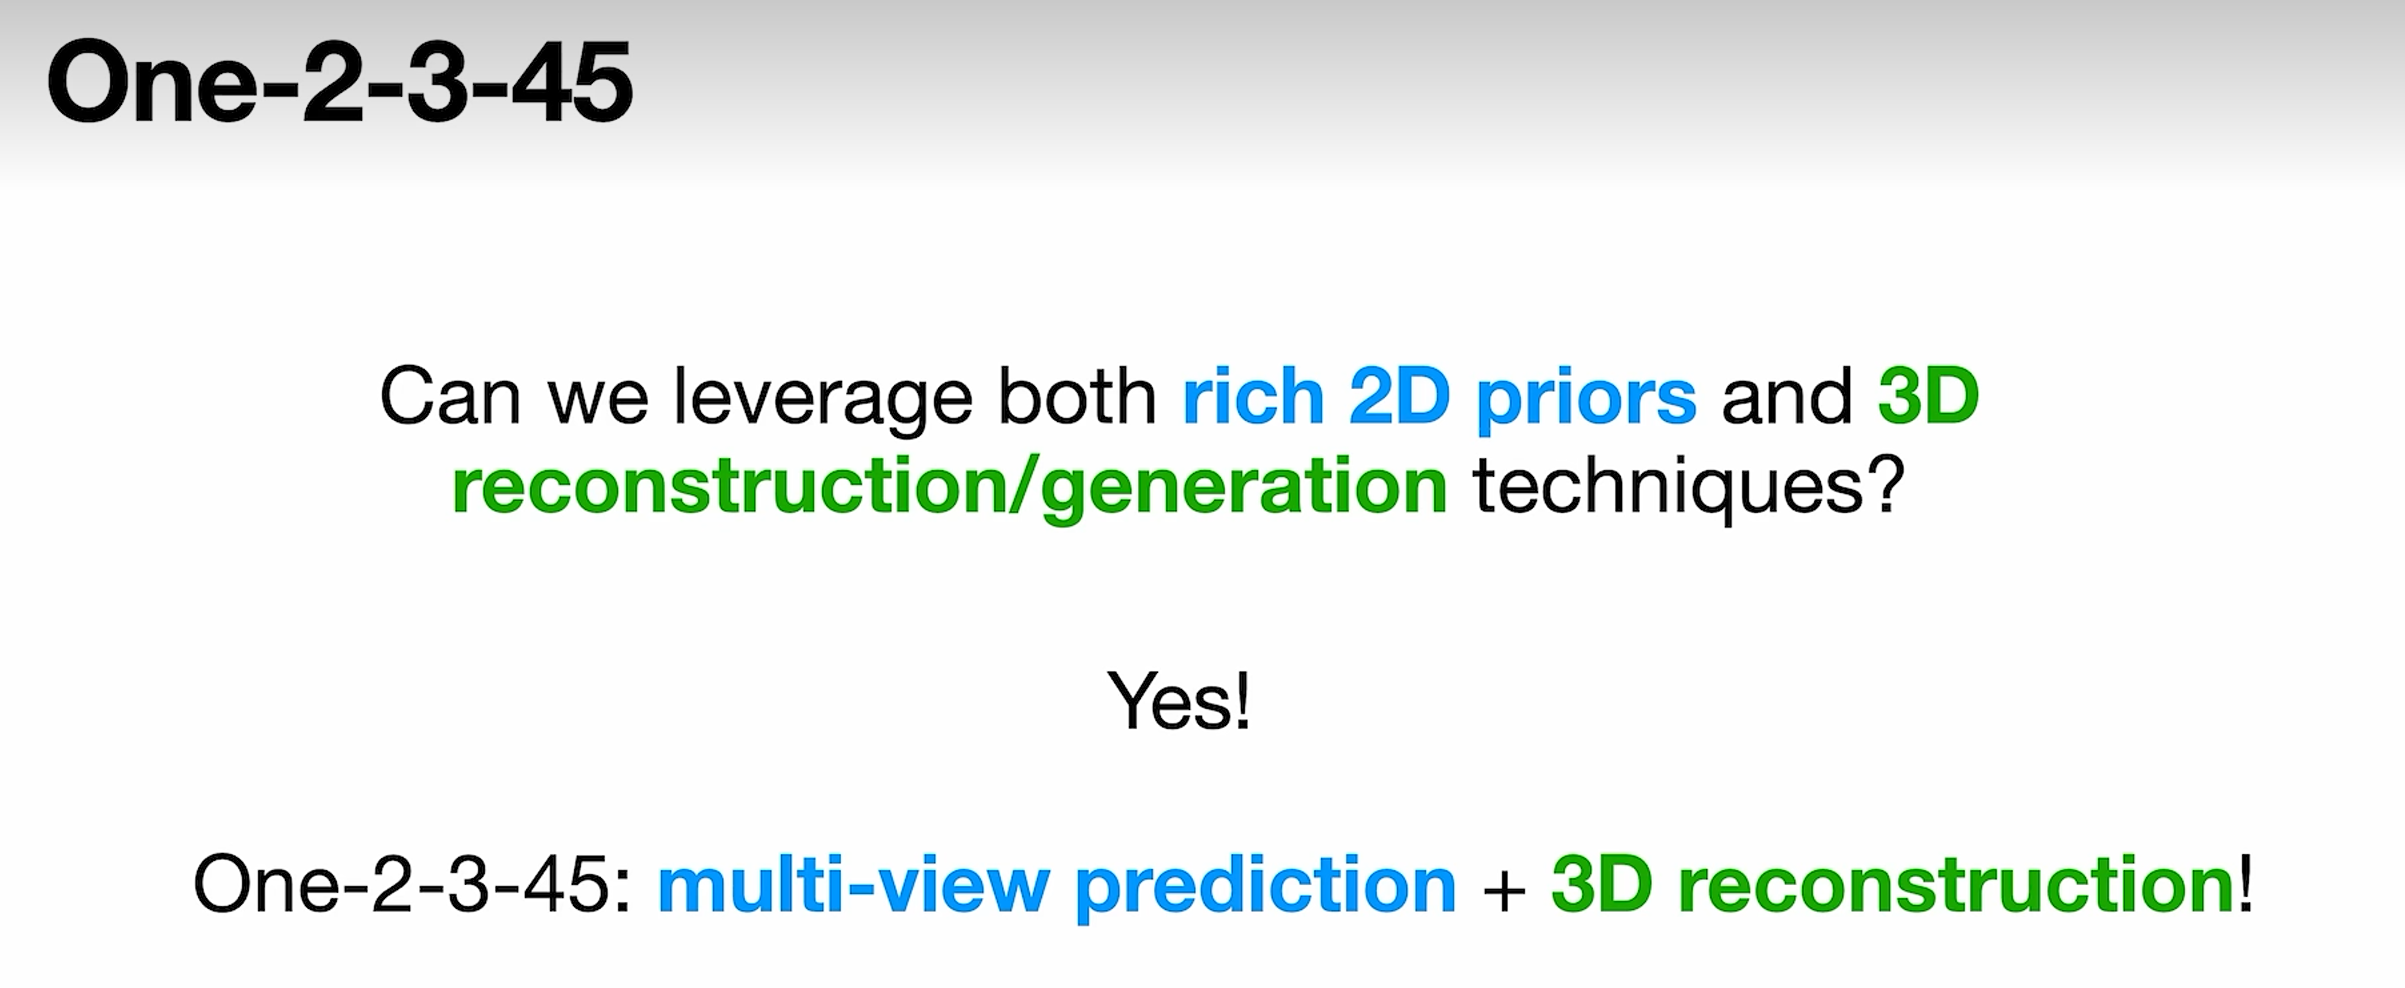 One-2-3-45
Can we leverage both rich 2D priors and 3D
reconstruction/generation techniques?
Yes!
One-2-3-45: multi-view prediction + 3D reconstruction!